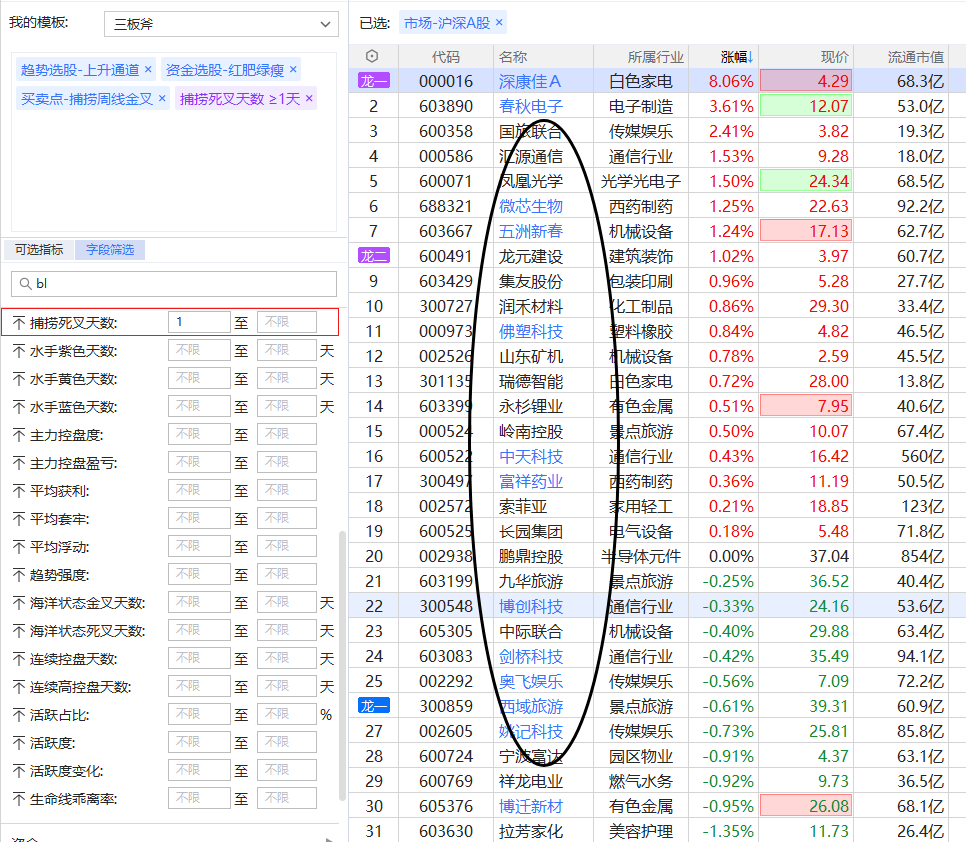 我的模板: 三板斧
趋势选股-上升通道 × 资金选股-红肥绿瘦 ×
买卖点-捕捞周线金叉 × 捕捞死叉天数 ≥1天 ×
可选指标 字段筛选
bl
不 捕捞死叉天数: 1 至 不限
不 水手紫色天数: 不限 至 不限 天
不 水手黄色天数: 不限 至 不限 天
不 水手蓝色天数: 不限 至 不限 天
不 主力控盘度: 不限 至 不限
不 主力控盘盈亏: 不限 至 不限
不 平均获利: 不限 至 不限
不 平均套牢: 不限 至 不限
不 平均浮动: 不限 至 不限
不 趋势强度: 不限 至 不限
不 海洋状态金叉天数: 不限 至 不限 天
不 海洋状态死叉天数: 不限 至 不限 天
不 连续控盘天数: 不限 至 不限 天
不 连续高控盘天数: 不限 至 不限 天
不 活跃占比: 不限 至 不限 %
不 活跃度: 不限 至 不限
不 活跃度变化: 不限 至 不限
不 生命线乖离率: 不限 至 不限
已选: 市场-沪深A股 ×
代码 名称 所属行业 涨幅↓ 现价 流通市值
龙一 000016 深康佳A 白色家电 8.06% 4.29 68.3亿
2 603890 春秋电子 电子制造 3.61% 12.07 53.0亿
3 600358 国旅联合 传媒娱乐 2.41% 3.82 19.3亿
4 000586 汇源通信 通信行业 1.53% 9.28 18.0亿
5 600071 凤凰光学 光学光电子 1.50% 24.34 68.5亿
6 688321 微芯生物 西药制药 1.25% 22.63 92.2亿
7 603667 五洲新春 机械设备 1.24% 17.13 62.7亿
龙二 600491 龙元建设 建筑装饰 1.02% 3.97 60.7亿
9 603429 集友股份 包装印刷 0.96% 5.28 27.7亿
10 300727 润禾材料 化工制品 0.86% 29.30 33.4亿
11 000973 佛塑科技 塑料橡胶 0.84% 4.82 46.5亿
12 002526 山东矿机 机械设备 0.78% 2.59 45.5亿
13 301135 瑞德智能 白色家电 0.72% 28.00 13.8亿
14 603399 永杉锂业 有色金属 0.51% 7.95 40.6亿
15 000524 岭南控股 景点旅游 0.50% 10.07 67.4亿
16 600522 中天科技 通信行业 0.43% 16.42 560亿
17 300497 富祥药业 西药制药 0.36% 11.19 50.5亿
18 002572 索菲亚 家用轻工 0.21% 18.85 123亿
19 600525 长园集团 电气设备 0.18% 5.48 71.8亿
20 002938 鹏鼎控股 半导体元件 0.00% 37.04 854亿
21 603199 九华旅游 景点旅游 -0.25% 36.52 40.4亿
22 300548 博创科技 通信行业 -0.33% 24.16 53.6亿
23 605305 中际联合 机械设备 -0.40% 29.88 63.4亿
24 603083 剑桥科技 通信行业 -0.42% 35.49 94.1亿
25 002292 奥飞娱乐 传媒娱乐 -0.56% 7.09 72.2亿
龙一 300859 西域旅游 景点旅游 -0.61% 39.31 60.9亿
27 002605 姚记科技 传媒娱乐 -0.73% 25.81 85.8亿
28 600724 宁波富达 园区物业 -0.91% 4.37 63.1亿
29 600769 祥龙电业 燃气水务 -0.92% 9.73 36.5亿
30 605376 博迁新材 有色金属 -0.95% 26.08 68.1亿
31 603630 拉芳家化 美容护理 -1.35% 11.73 26.4亿